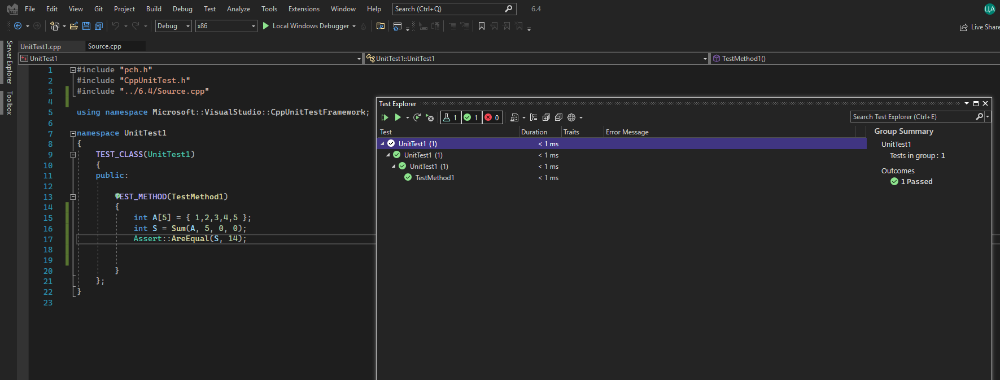 File Edit View Git Project Build Debug Test Analyze Tools Extensions Window Help Search (Ctrl+Q) 6.4 ЦА
Debug x86 Local Windows Debugger Live Share
Server Explorer
Toolbox
UnitTest1.cpp Source.cpp
UnitTest1 UnitTest1::UnitTest1 TestMethod1()
1 #include "pch.h"
2 #include "CppUnitTest.h"
3 #include "../6.4/Source.cpp"
4
5 using namespace Microsoft::VisualStudio::CppUnitTestFramework;
6
7 namespace UnitTest1
8 {
9 TEST_CLASS(UnitTest1)
10 {
11 public:
12
13 TEST_METHOD(TestMethod1)
14 {
15 int A[5] = { 1,2,3,4,5 };
16 int S = Sum(A, 5, 0, 0);
17 Assert::AreEqual(S, 14);
18
19
20 }
21 };
22 }
23
Test Explorer
1 1 0 Search Test Explorer (Ctrl+E)
Test Duration Traits Error Message
UnitTest1 (1) < 1 ms
UnitTest1 (1) < 1 ms
UnitTest1 (1) < 1 ms
TestMethod1 < 1 ms
Group Summary
UnitTest1
Tests in group: 1
Outcomes
1 Passed